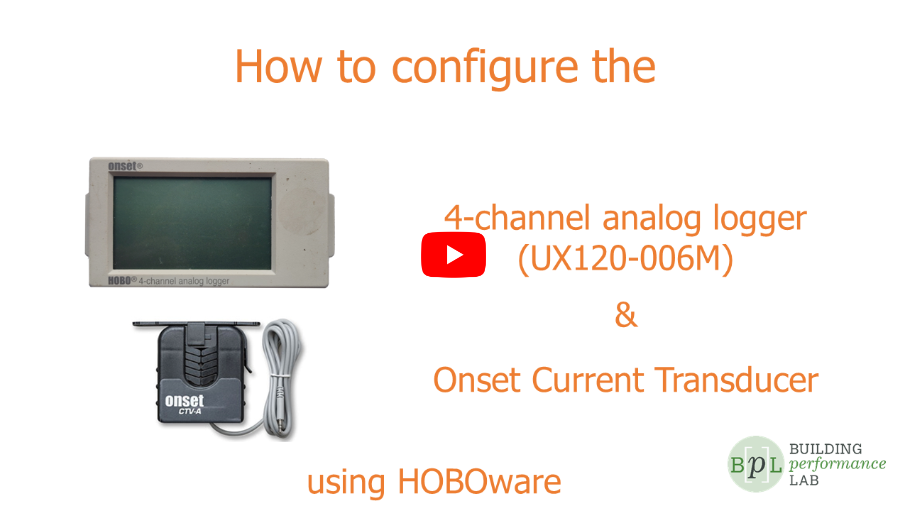 How to configure the
onset®
HOBO® 4-channel analog logger
4-channel analog logger
(UX120-006M)
&
onset
CTV-A
Onset Current Transducer
using HOBOware
BpL
BUILDING
performance
LAB